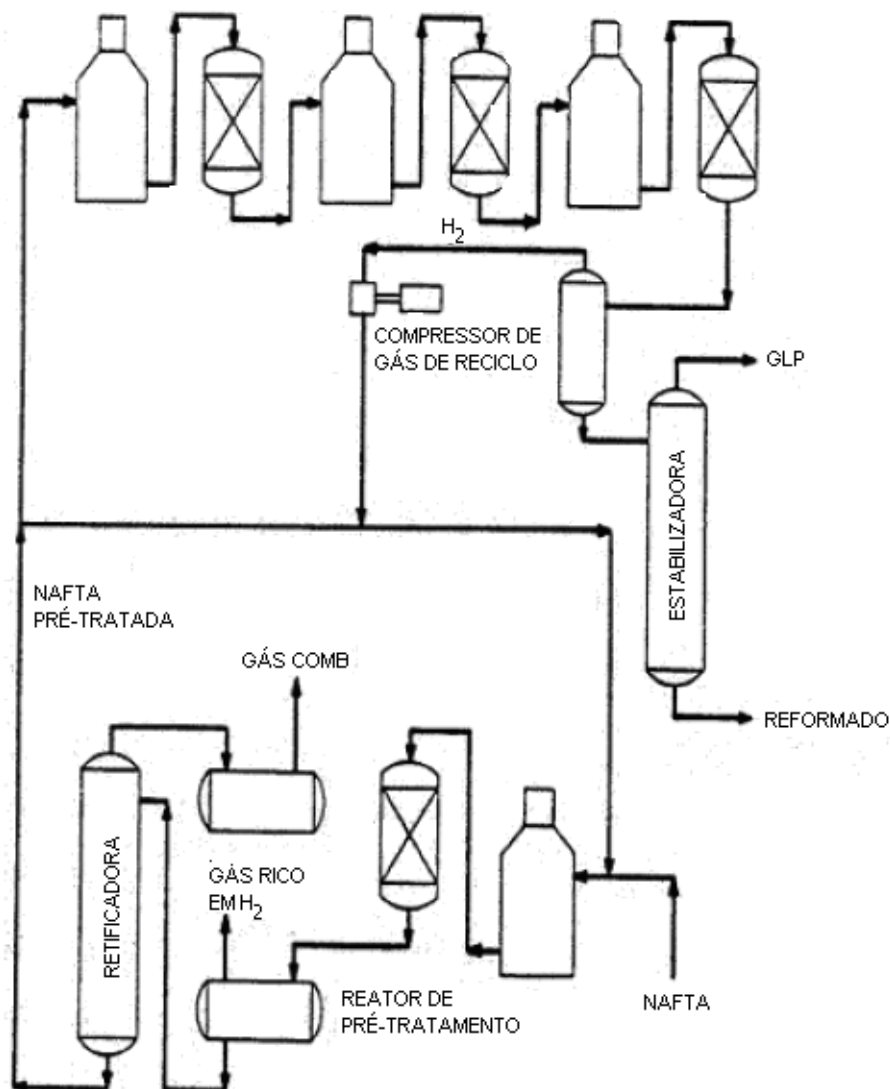 H2
COMPRESSOR DE
GÁS DE RECICLO
GLP
ESTABILIZADORA
NAFTA
PRÉ-TRATADA
GÁS COMB
REFORMADO
RETIFICADORA
GÁS RICO
EM H2
REATOR DE
PRÉ-TRATAMENTO
NAFTA